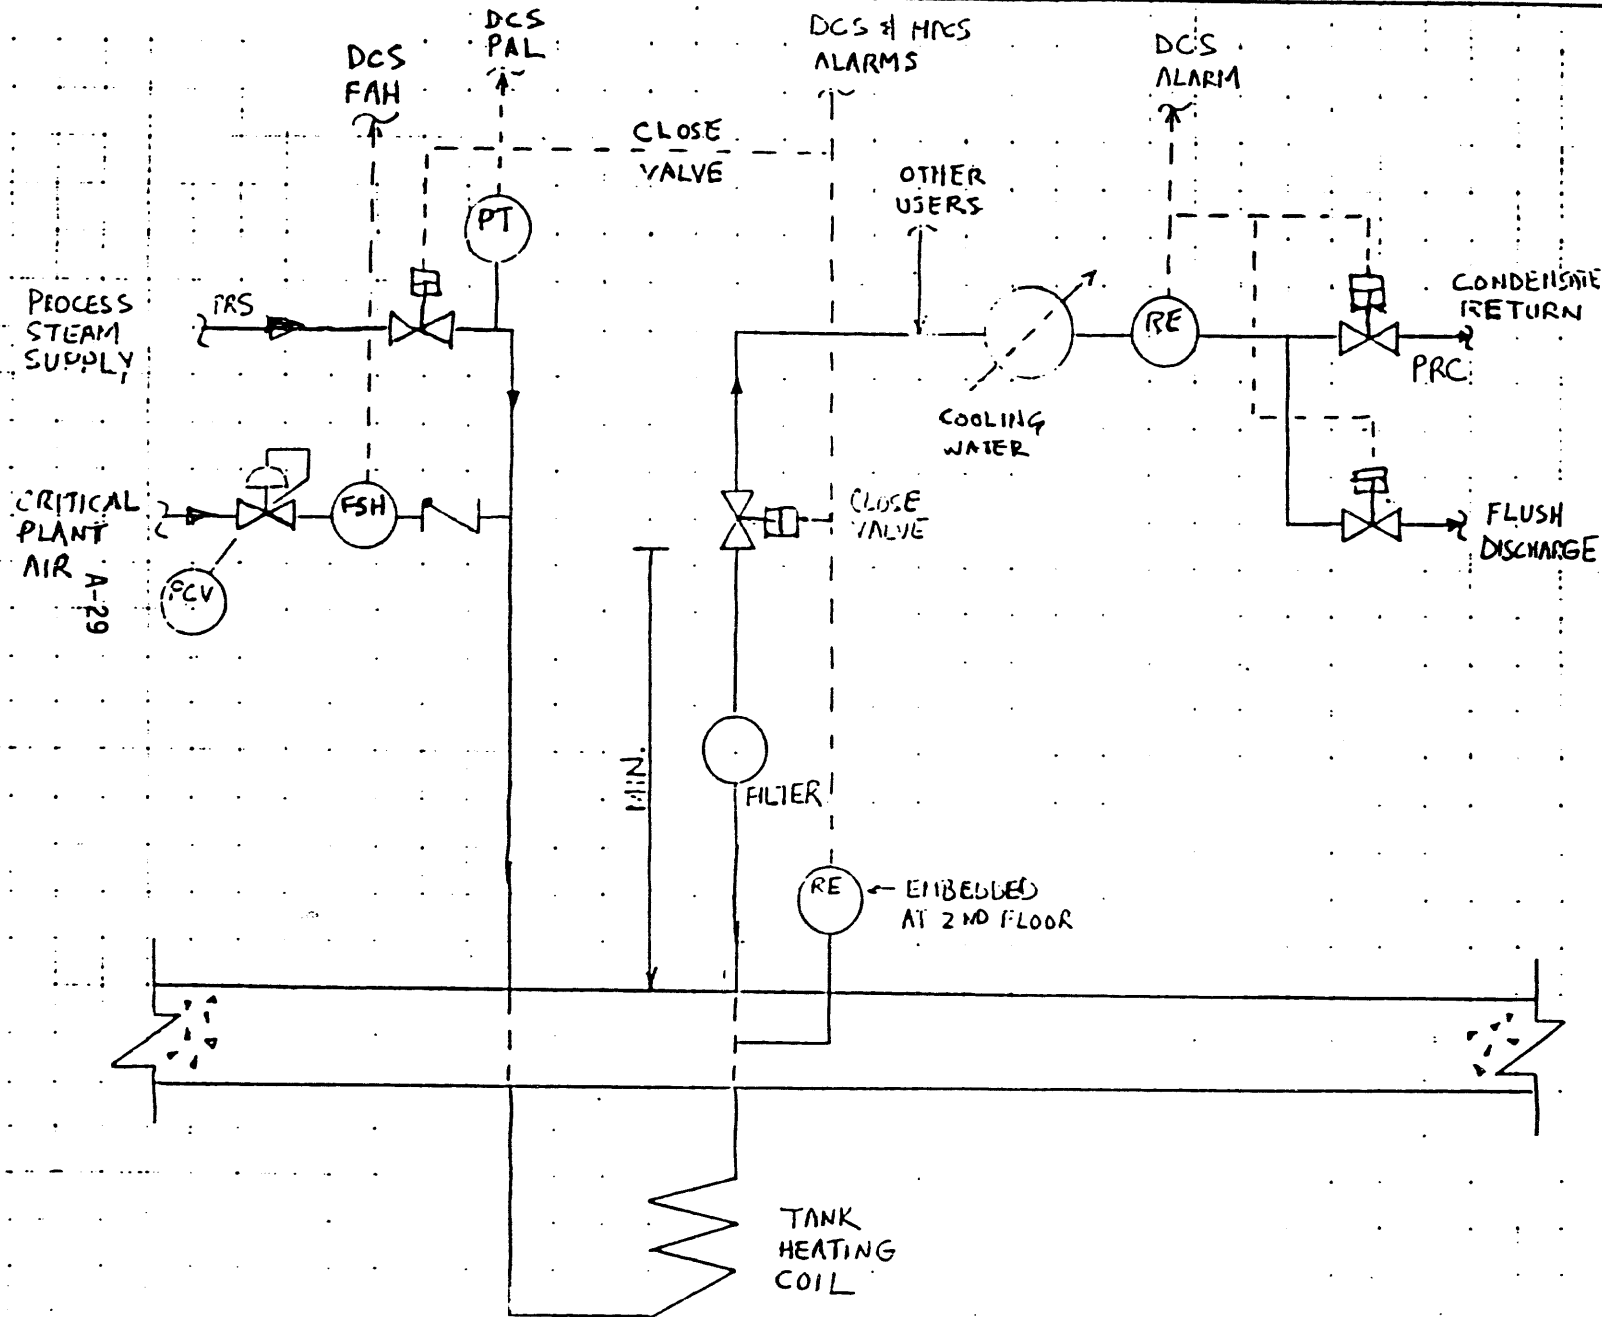 DCS
PAL
DCS
FAH
DCS &
ALARMS
DCS
ALARM
CLOSE
VALVE
OTHER
USERS
PT
PROCESS
STEAM
SUPPLY
PRS
RE
CONDENSATE
RETURN
PRC
COOLING
WATER
CRITICAL
PLANT
AIR
FSH
CLOSE
VALVE
FLUSH
DISCHARGE
PCV
A-29
MIN.
FILTER
RE
EMBEDDED
AT 2ND FLOOR
TANK
HEATING
COIL